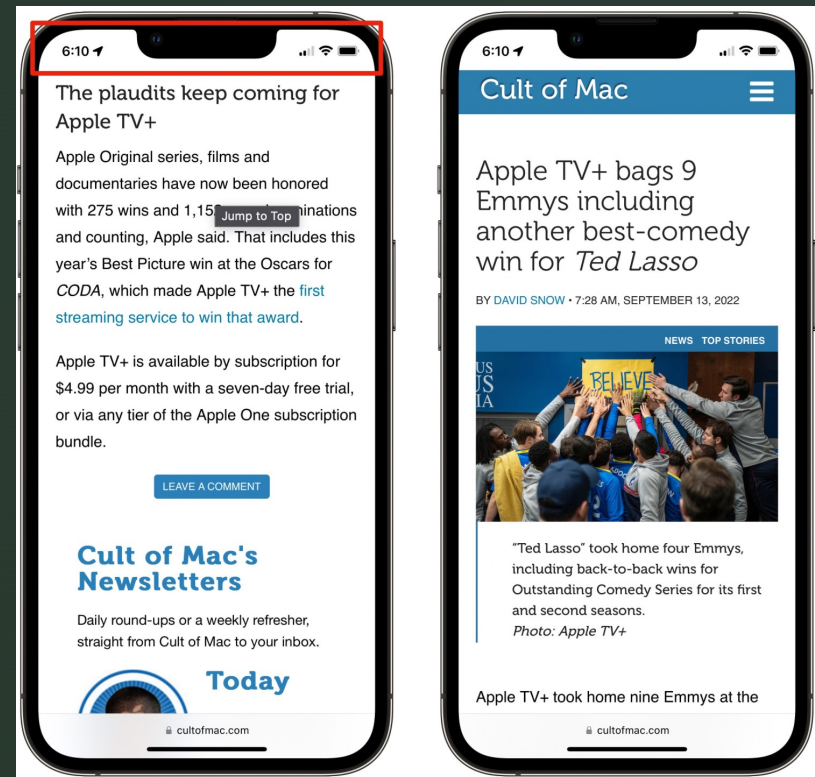 6:10
The plaudits keep coming for
Apple TV+
Apple Original series, films and
documentaries have now been honored
with 275 wins and 1,15 inations
Jump to Top
and counting, Apple said. That includes this
year's Best Picture win at the Oscars for
CODA, which made Apple TV+ the first
streaming service to win that award.
Apple TV+ is available by subscription for
$4.99 per month with a seven-day free trial,
or via any tier of the Apple One subscription
bundle.
LEAVE A COMMENT
Cult of Mac's
Newsletters
Daily round-ups or a weekly refresher,
straight from Cult of Mac to your inbox.
Today
cultofmac.com
6:10
Cult of Mac
Apple TV+ bags 9
Emmys including
another best-comedy
win for Ted Lasso
BY DAVID SNOW • 7:28 AM, SEPTEMBER 13, 2022
NEWS TOP STORIES
US
US
IA
BELIEVE
"Ted Lasso" took home four Emmys,
including back-to-back wins for
Outstanding Comedy Series for its first
and second seasons.
Photo: Apple TV+
Apple TV+ took home nine Emmys at the
cultofmac.com